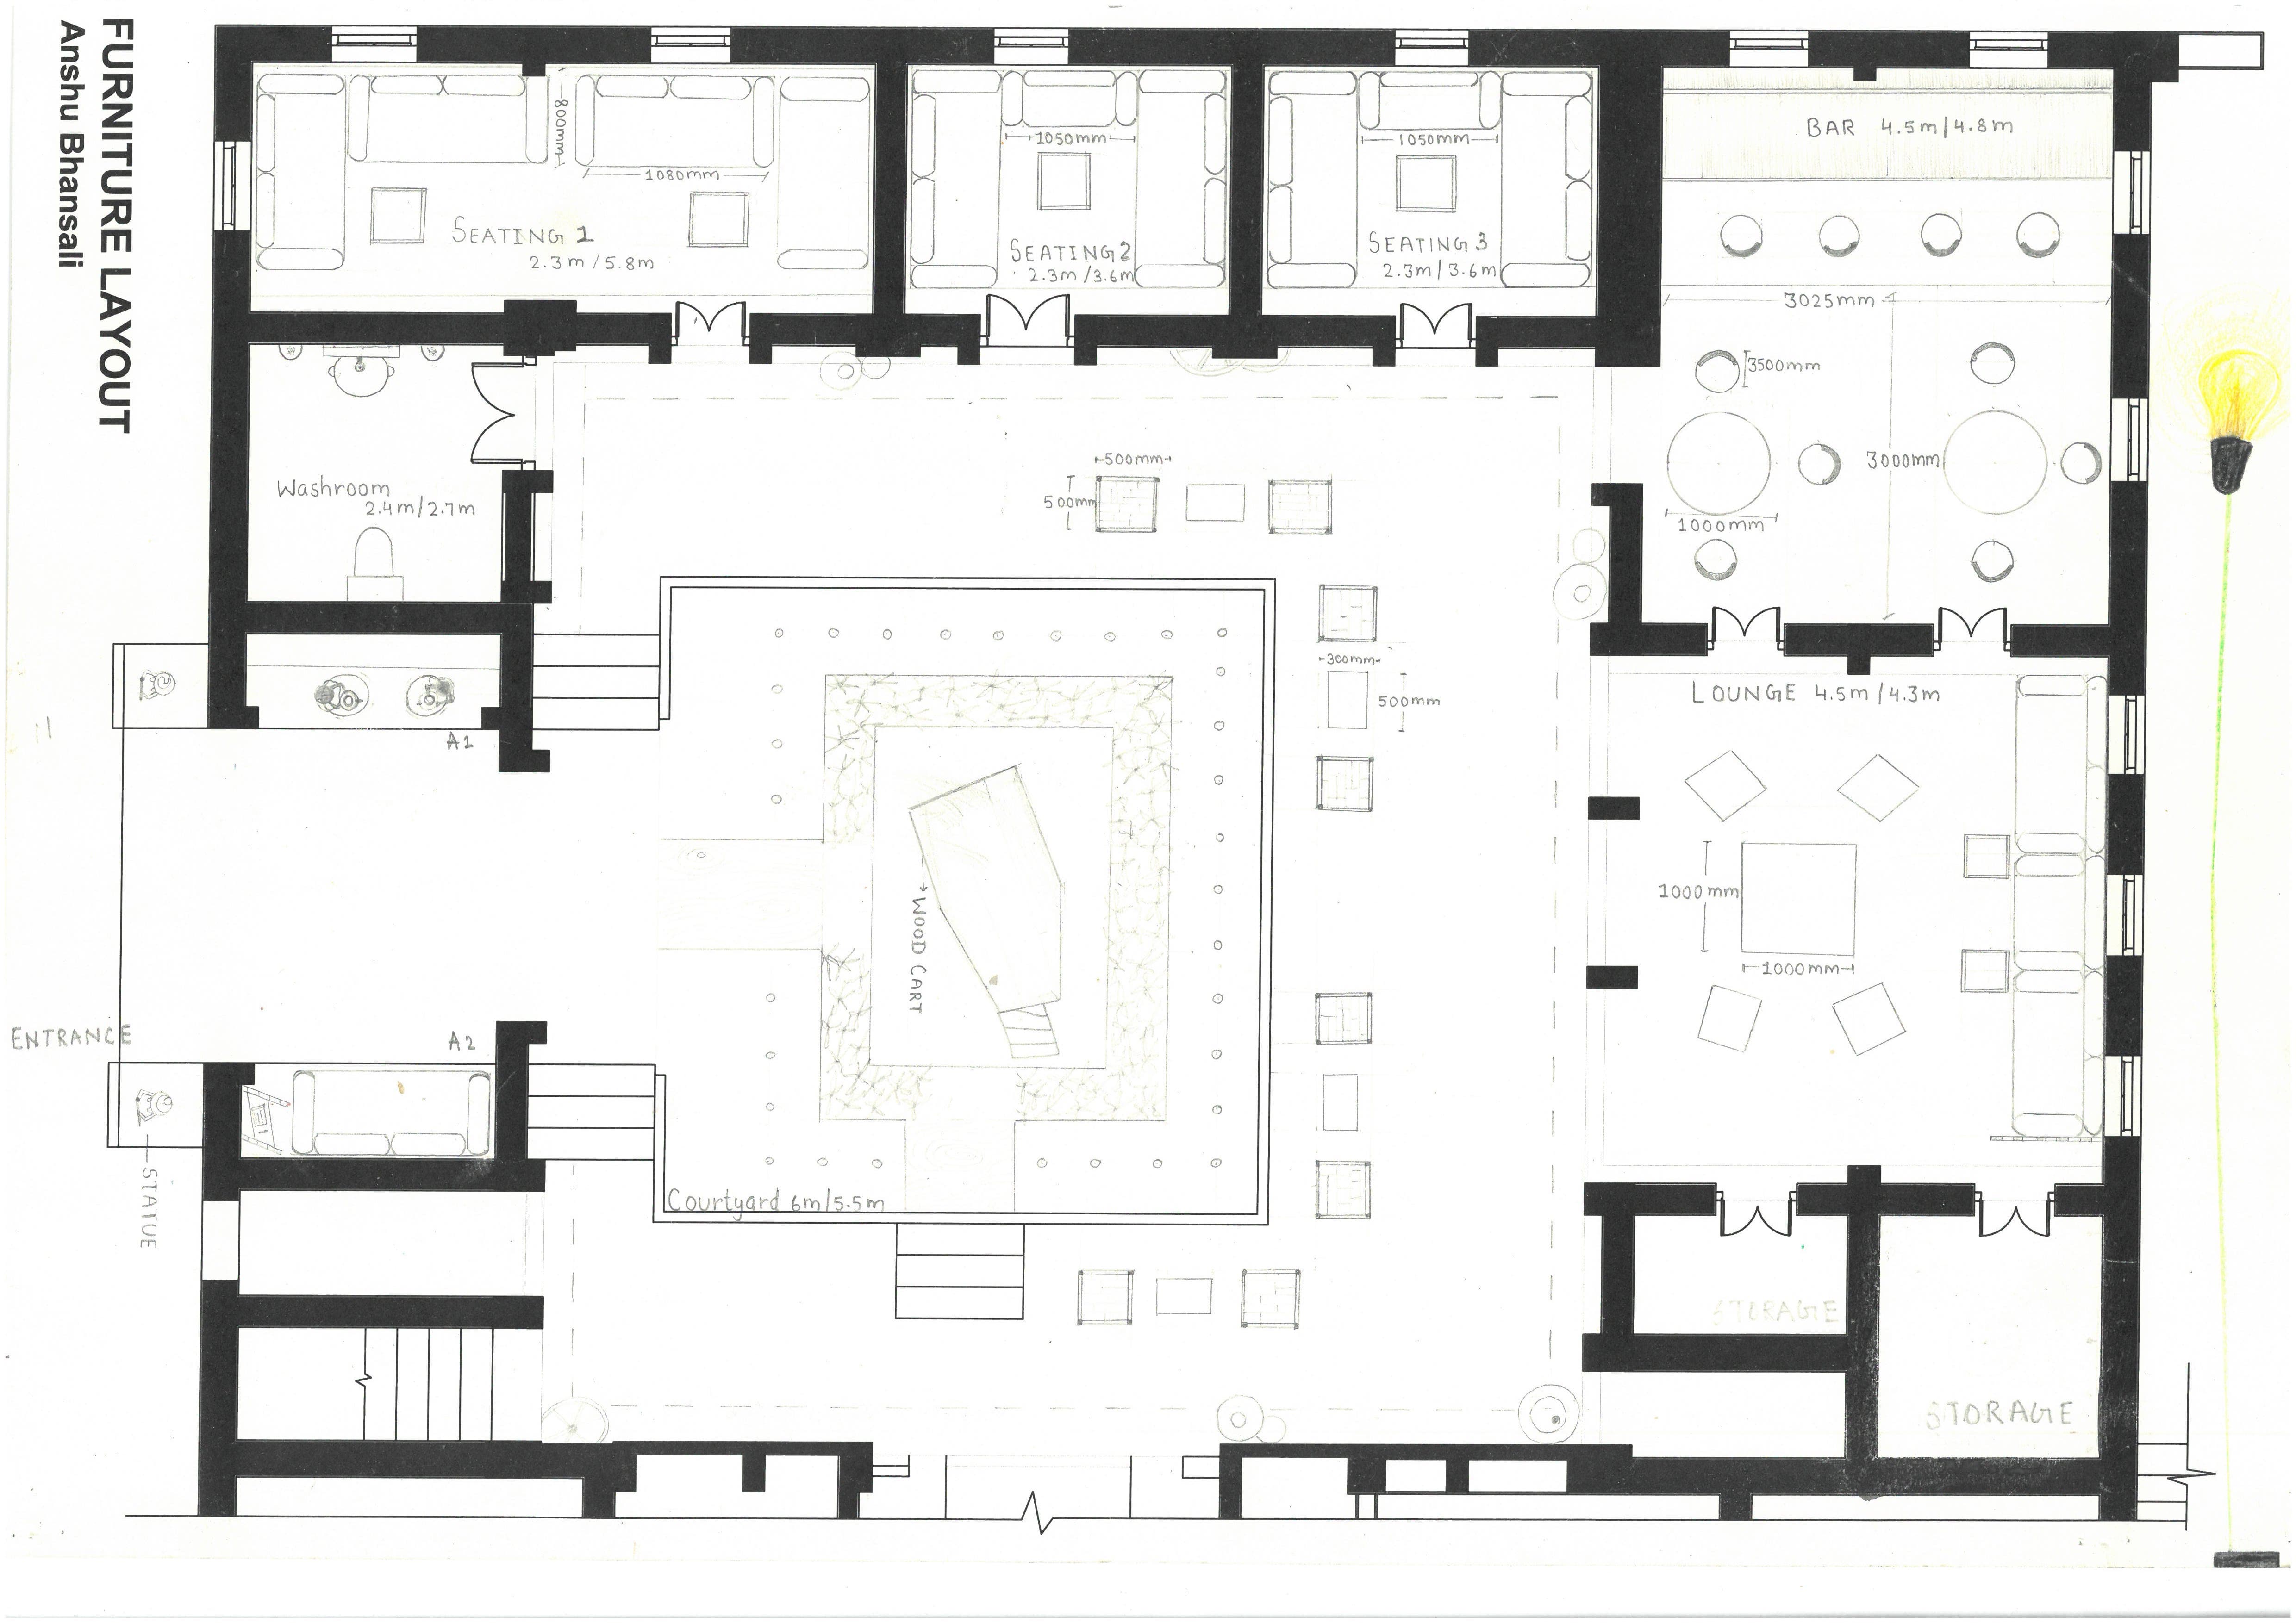 FURNITURE LAYOUT
Anshu Bhansali
800mm
1080mm
SEATING 1
2.3m/5.8m
1050mm
SEATING 2
2.3m/3.6m
1050mm
SEATING 3
2.3m/3.6m
BAR 4.5m/4.8m
3025mm
3500mm
3000mm
1000mm
Washroom
2.4m/2.7m
500mm
500mm
300mm
500mm
LOUNGE 4.5m/4.3m
1000mm
1000mm
A1
WOOD CART
ENTRANCE
A2
STATUE
Courtyard 6m/5.5m
STORAGE
STORAGE